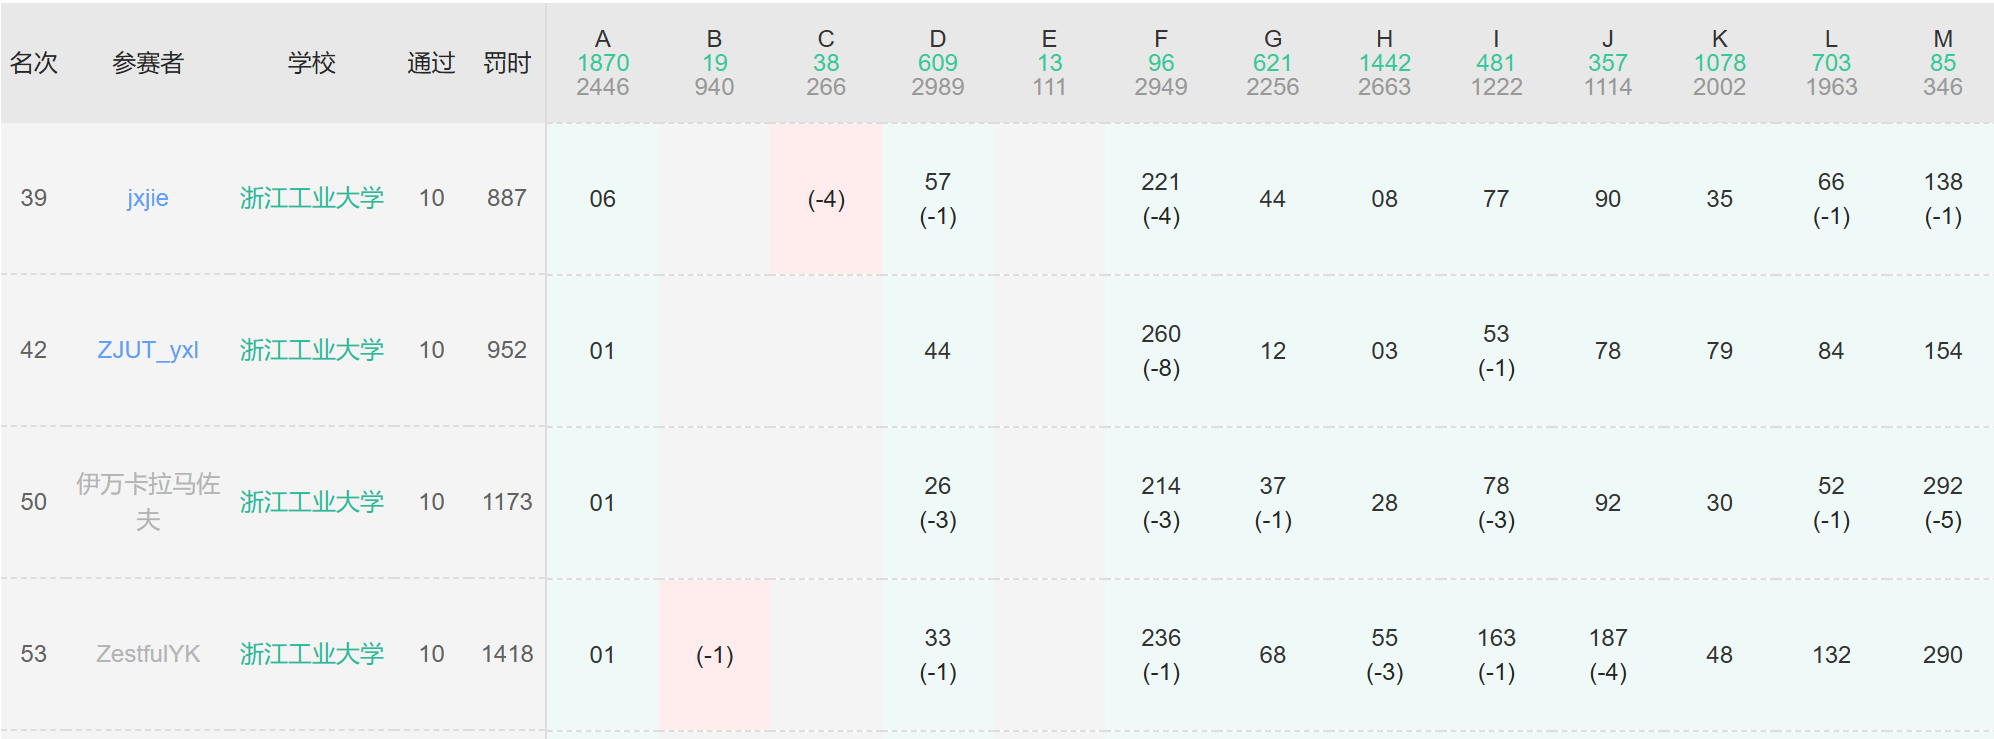 名次 参赛者 学校 通过 罚时 A B C D E F G H I J K L M
1870 19 38 609 13 96 621 1442 481 357 1078 703 85
2446 940 266 2989 111 2949 2256 2663 1222 1114 2002 1963 346
39 jxjie 浙江工业大学 10 887 06 (-4) 57 221 44 08 77 90 35 66 138
(-1) (-4) (-1) (-1)
42 ZJUT_yxl 浙江工业大学 10 952 01 44 260 12 03 53 78 79 84 154
(-8) (-1)
50 伊万卡拉马佐 浙江工业大学 10 1173 01 26 214 37 28 78 92 30 52 292
夫 (-3) (-3) (-1) (-3) (-1) (-5)
53 ZestfulYK 浙江工业大学 10 1418 01 (-1) 33 236 68 55 163 187 48 132 290
(-1) (-1) (-3) (-1) (-4)